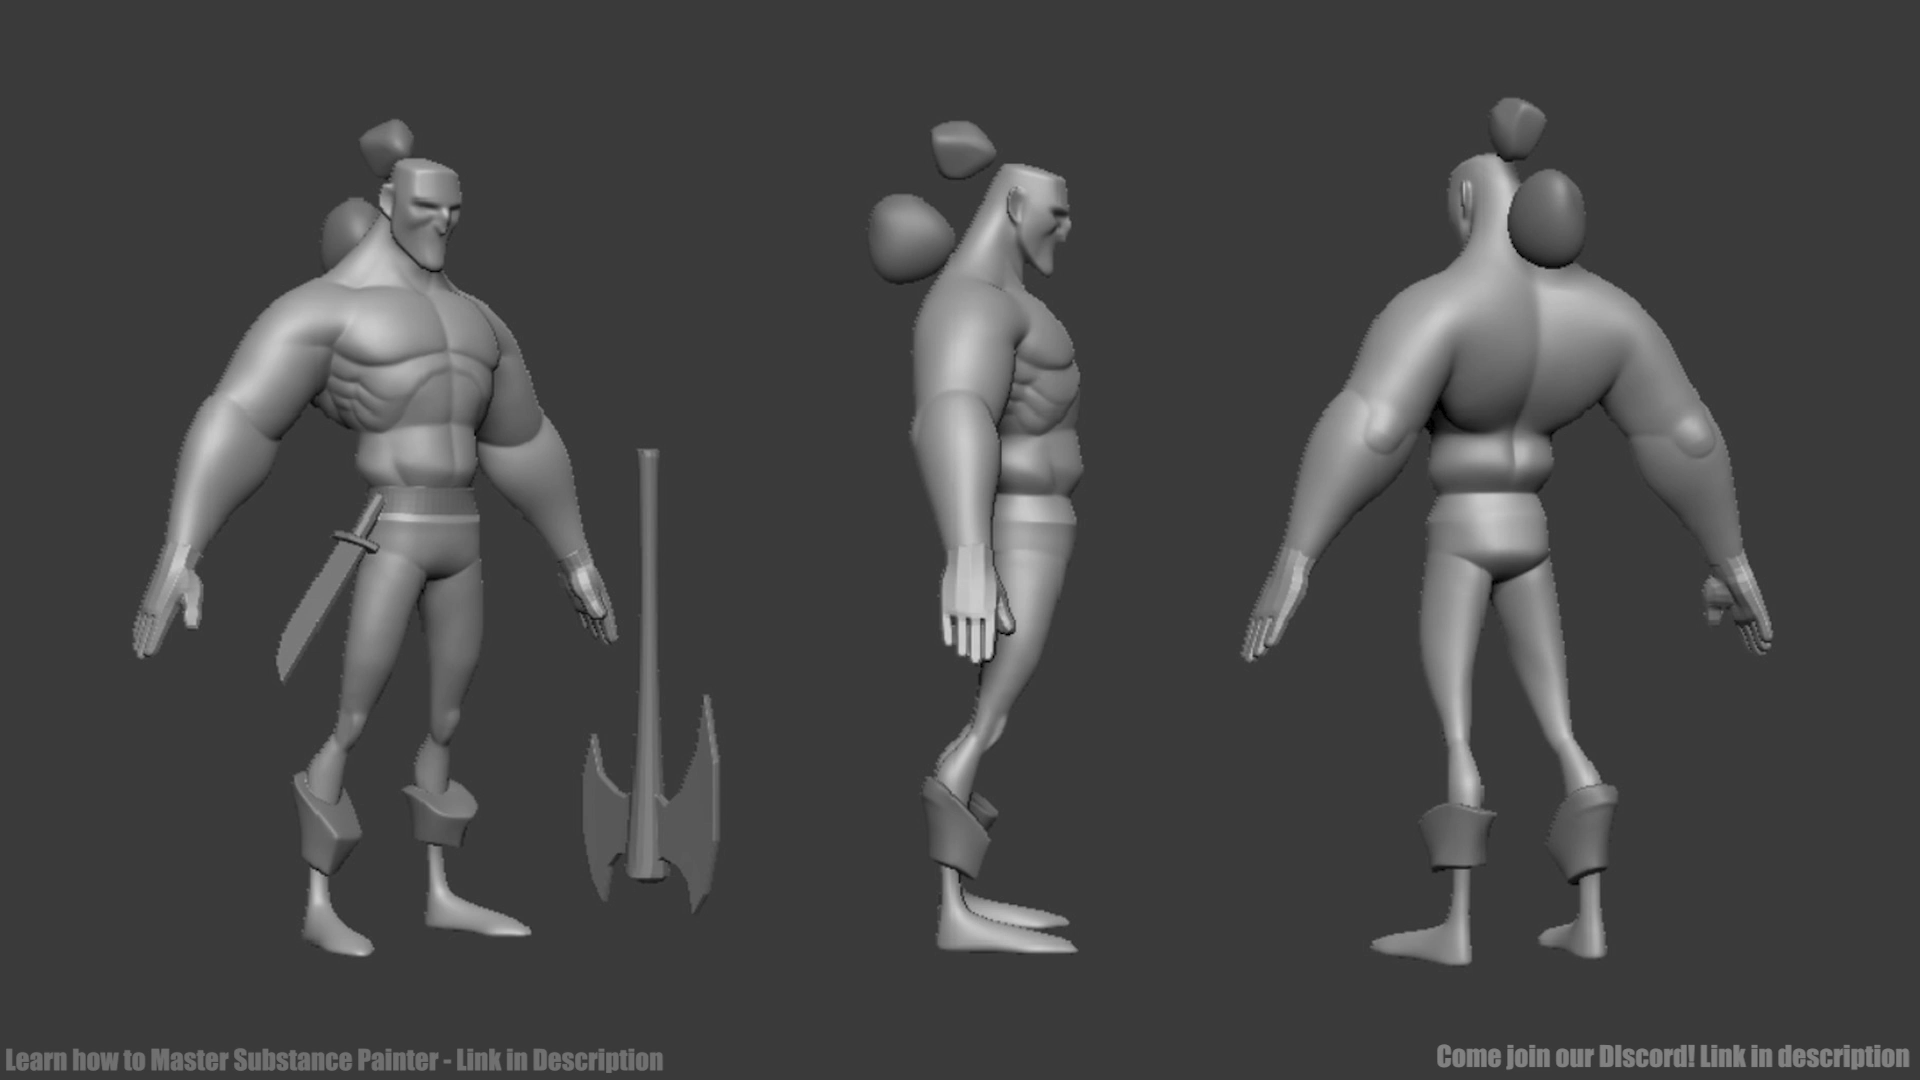 Learn how to Master Substance Painter - Link in Description
Come join our DIscord! Link in description